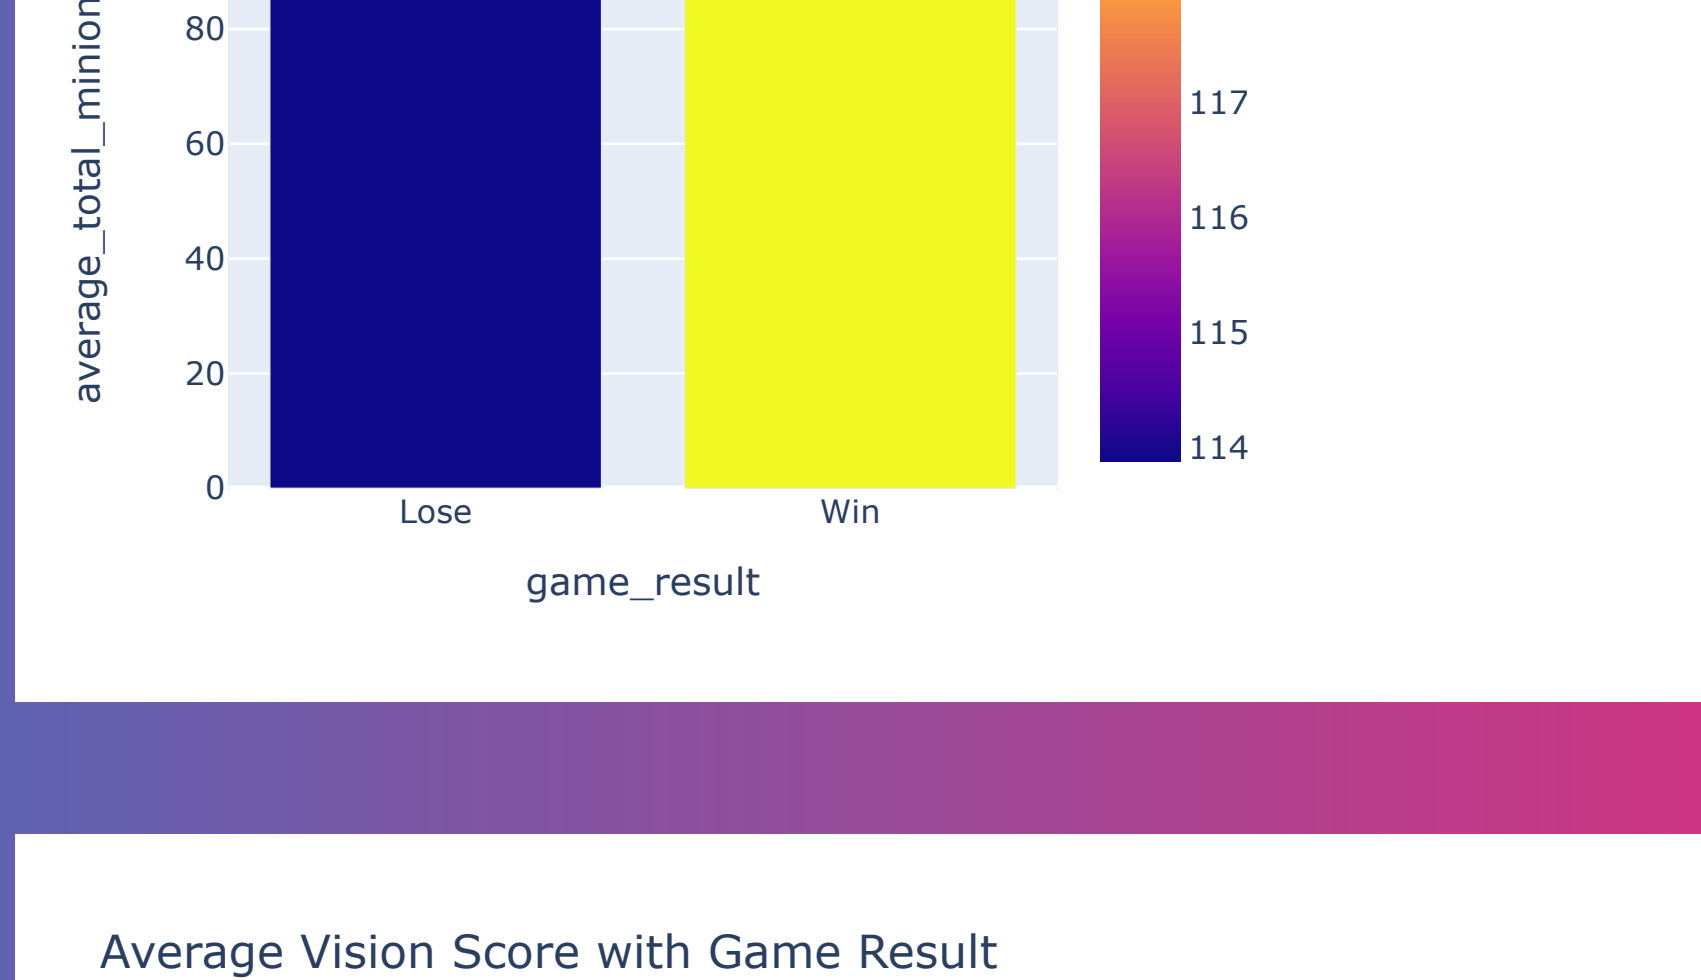 average_total_minion
80
60
40
20
0
Lose
Win
game_result
117
116
115
114
Average Vision Score with Game Result